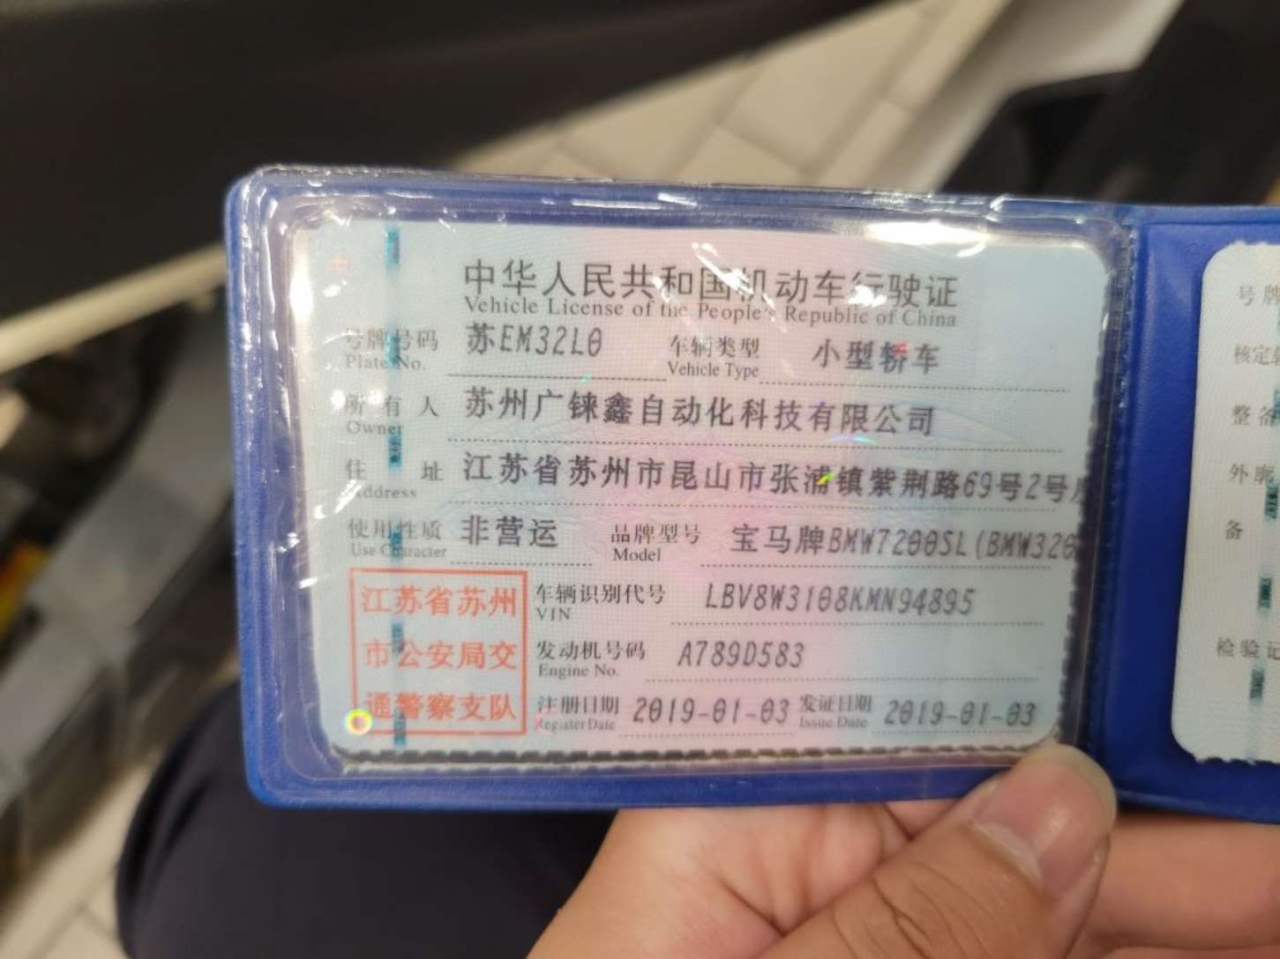 中华人民共和国机动车行驶证
Vehicle License of the People's Republic of China
号牌号码 苏EM32L0 车辆类型 小型轿车
Plate No. Vehicle Type
所有人 苏州广铼鑫自动化科技有限公司
Owner
住址 江苏省苏州市昆山市张浦镇紫荆路69号2号
Address
使用性质 非营运 品牌型号 宝马牌BMW7200SL(BMW320
Use Character Model
江苏省苏州
市公安局交
通警察支队
车辆识别代号 LBV8W3108KMN94895
VIN
发动机号码 A789D583
Engine No.
注册日期 2019-01-03 发证日期 2019-01-03
Register Date Issue Date
号牌
核定
整备
外廓
备
检验记